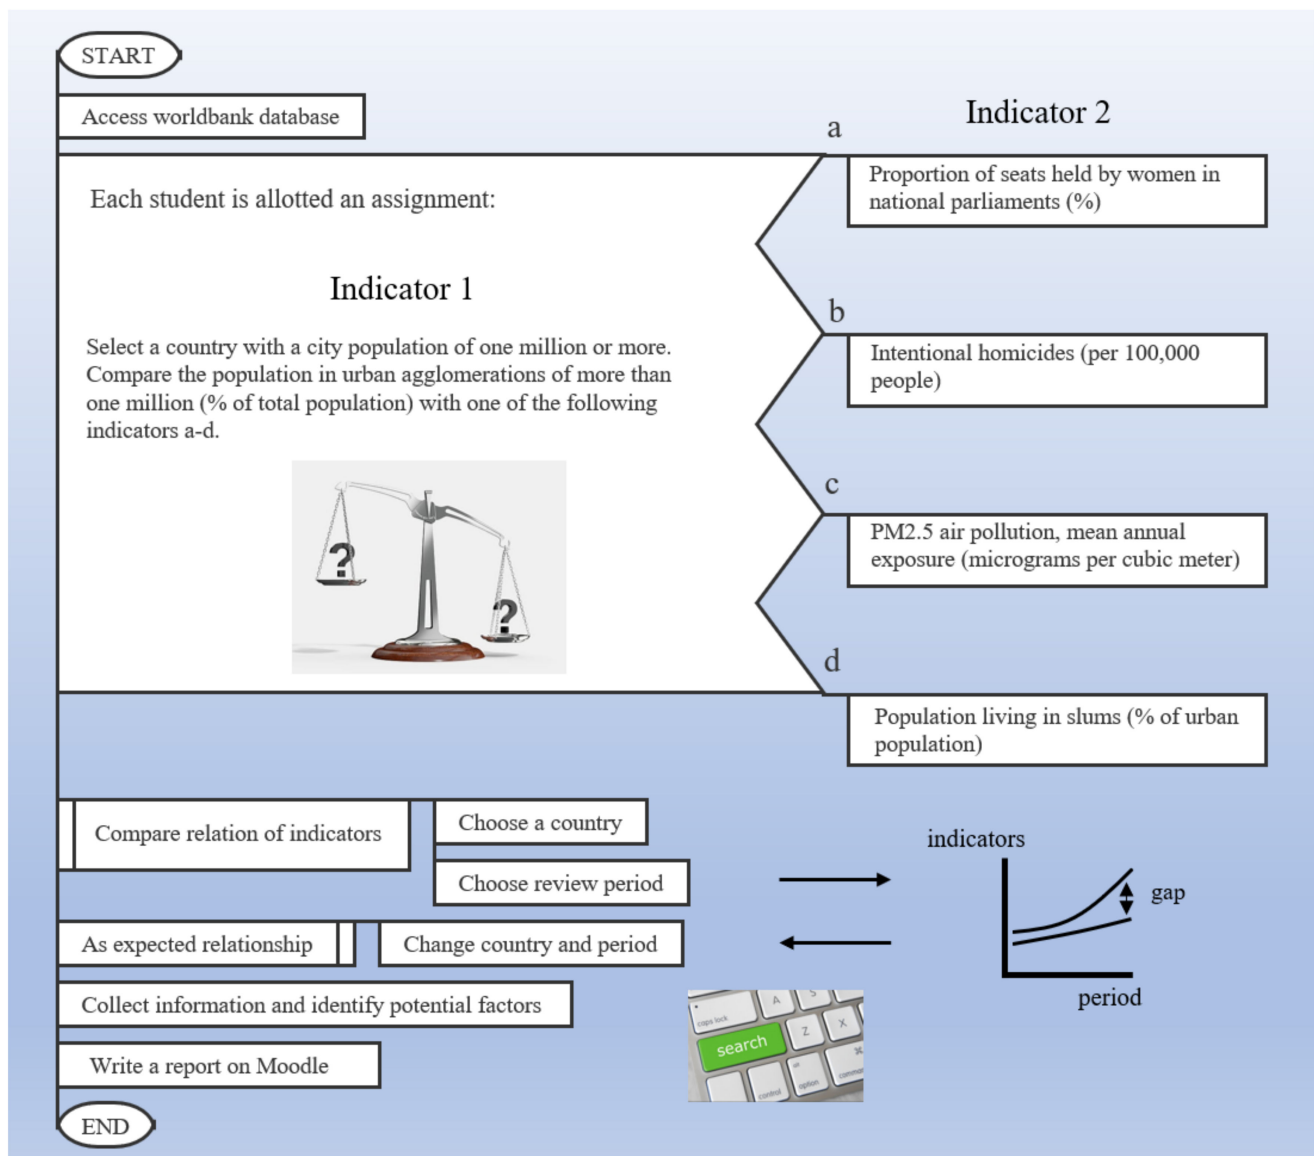 START
Access worldbank database
Indicator 2
a
Proportion of seats held by women in
national parliaments (%)
Each student is allotted an assignment:
Indicator 1
Select a country with a city population of one million or more.
Compare the population in urban agglomerations of more than
one million (% of total population) with one of the following
indicators a-d.
b
Intentional homicides (per 100,000
people)
c
PM2.5 air pollution, mean annual
exposure (micrograms per cubic meter)
d
Population living in slums (% of urban
population)
?
?
Compare relation of indicators
Choose a country
Choose review period
indicators
gap
period
As expected relationship
Change country and period
Collect information and identify potential factors
Write a report on Moodle
END
A
S
caps lock
search
Z
X
control
option